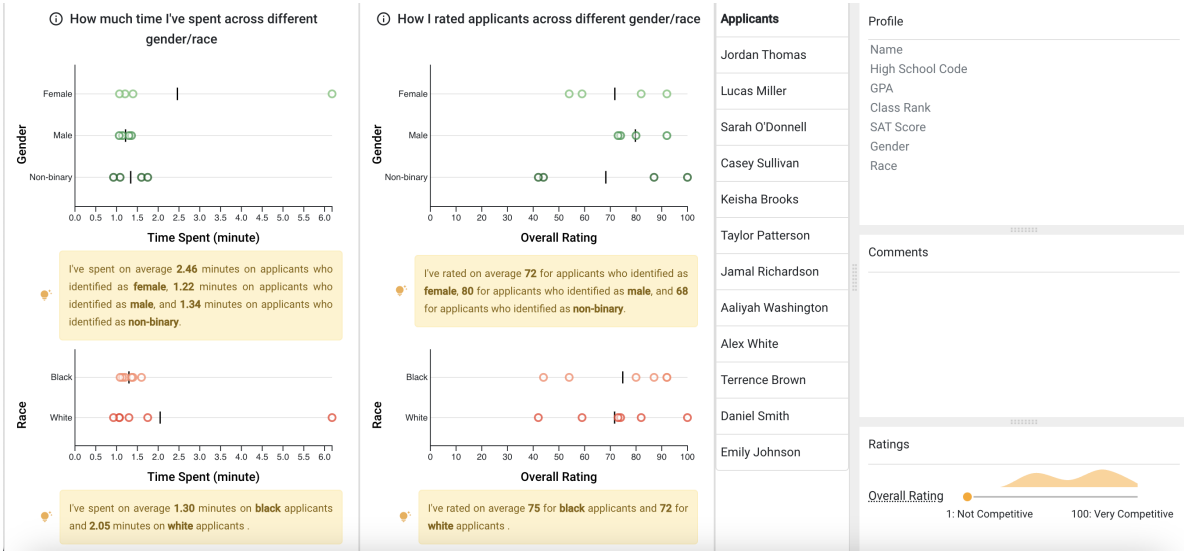 How much time I've spent across different
gender/race
Female
Male
Non-binary
Gender
0.0 0.5 1.0 1.5 2.0 2.5 3.0 3.5 4.0 4.5 5.0 5.5 6.0
Time Spent (minute)
I've spent on average 2.46 minutes on applicants who
identified as female, 1.22 minutes on applicants who
identified as male, and 1.34 minutes on applicants who
identified as non-binary.
Black
White
Race
0.0 0.5 1.0 1.5 2.0 2.5 3.0 3.5 4.0 4.5 5.0 5.5 6.0
Time Spent (minute)
I've spent on average 1.30 minutes on black applicants
and 2.05 minutes on white applicants .
How I rated applicants across different gender/race
Female
Male
Non-binary
Gender
0 10 20 30 40 50 60 70 80 90 100
Overall Rating
I've rated on average 72 for applicants who identified as
female, 80 for applicants who identified as male, and 68
for applicants who identified as non-binary.
Black
White
Race
0 10 20 30 40 50 60 70 80 90 100
Overall Rating
I've rated on average 75 for black applicants and 72 for
white applicants .
Applicants
Jordan Thomas
Lucas Miller
Sarah O'Donnell
Casey Sullivan
Keisha Brooks
Taylor Patterson
Jamal Richardson
Aaliyah Washington
Alex White
Terrence Brown
Daniel Smith
Emily Johnson
Profile
Name
High School Code
GPA
Class Rank
SAT Score
Gender
Race
Comments
Ratings
Overall Rating
1: Not Competitive 100: Very Competitive